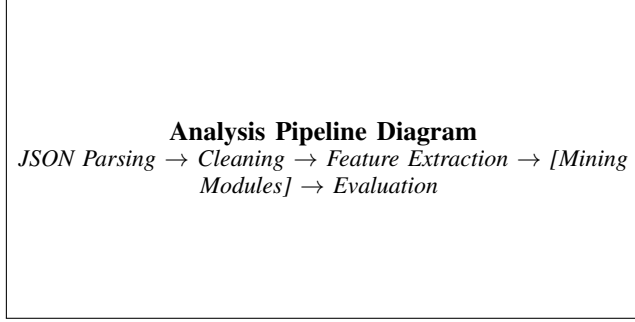 Analysis Pipeline Diagram
JSON Parsing → Cleaning → Feature Extraction → [Mining
Modules] → Evaluation